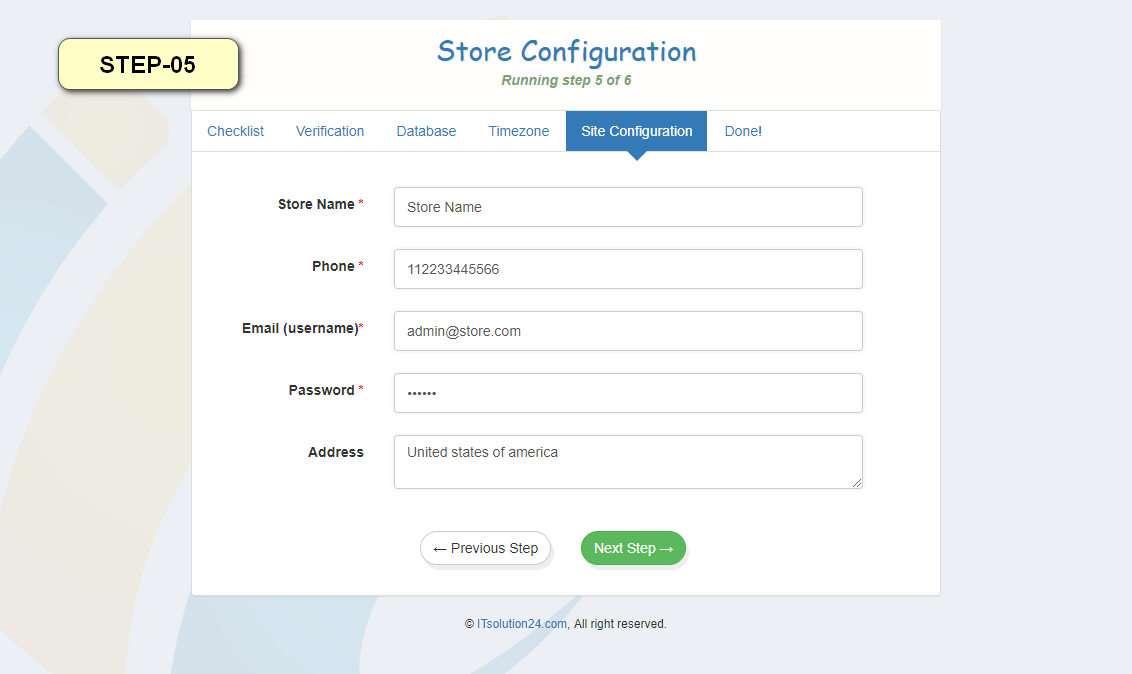 STEP-05
Store Configuration
Running step 5 of 6
Checklist Verification Database Timezone Site Configuration Done!
Store Name * Store Name
Phone * 112233445566
Email (username)* admin@store.com
Password * ••••••
Address United states of america
← Previous Step Next Step →
© ITsolution24.com, All right reserved.